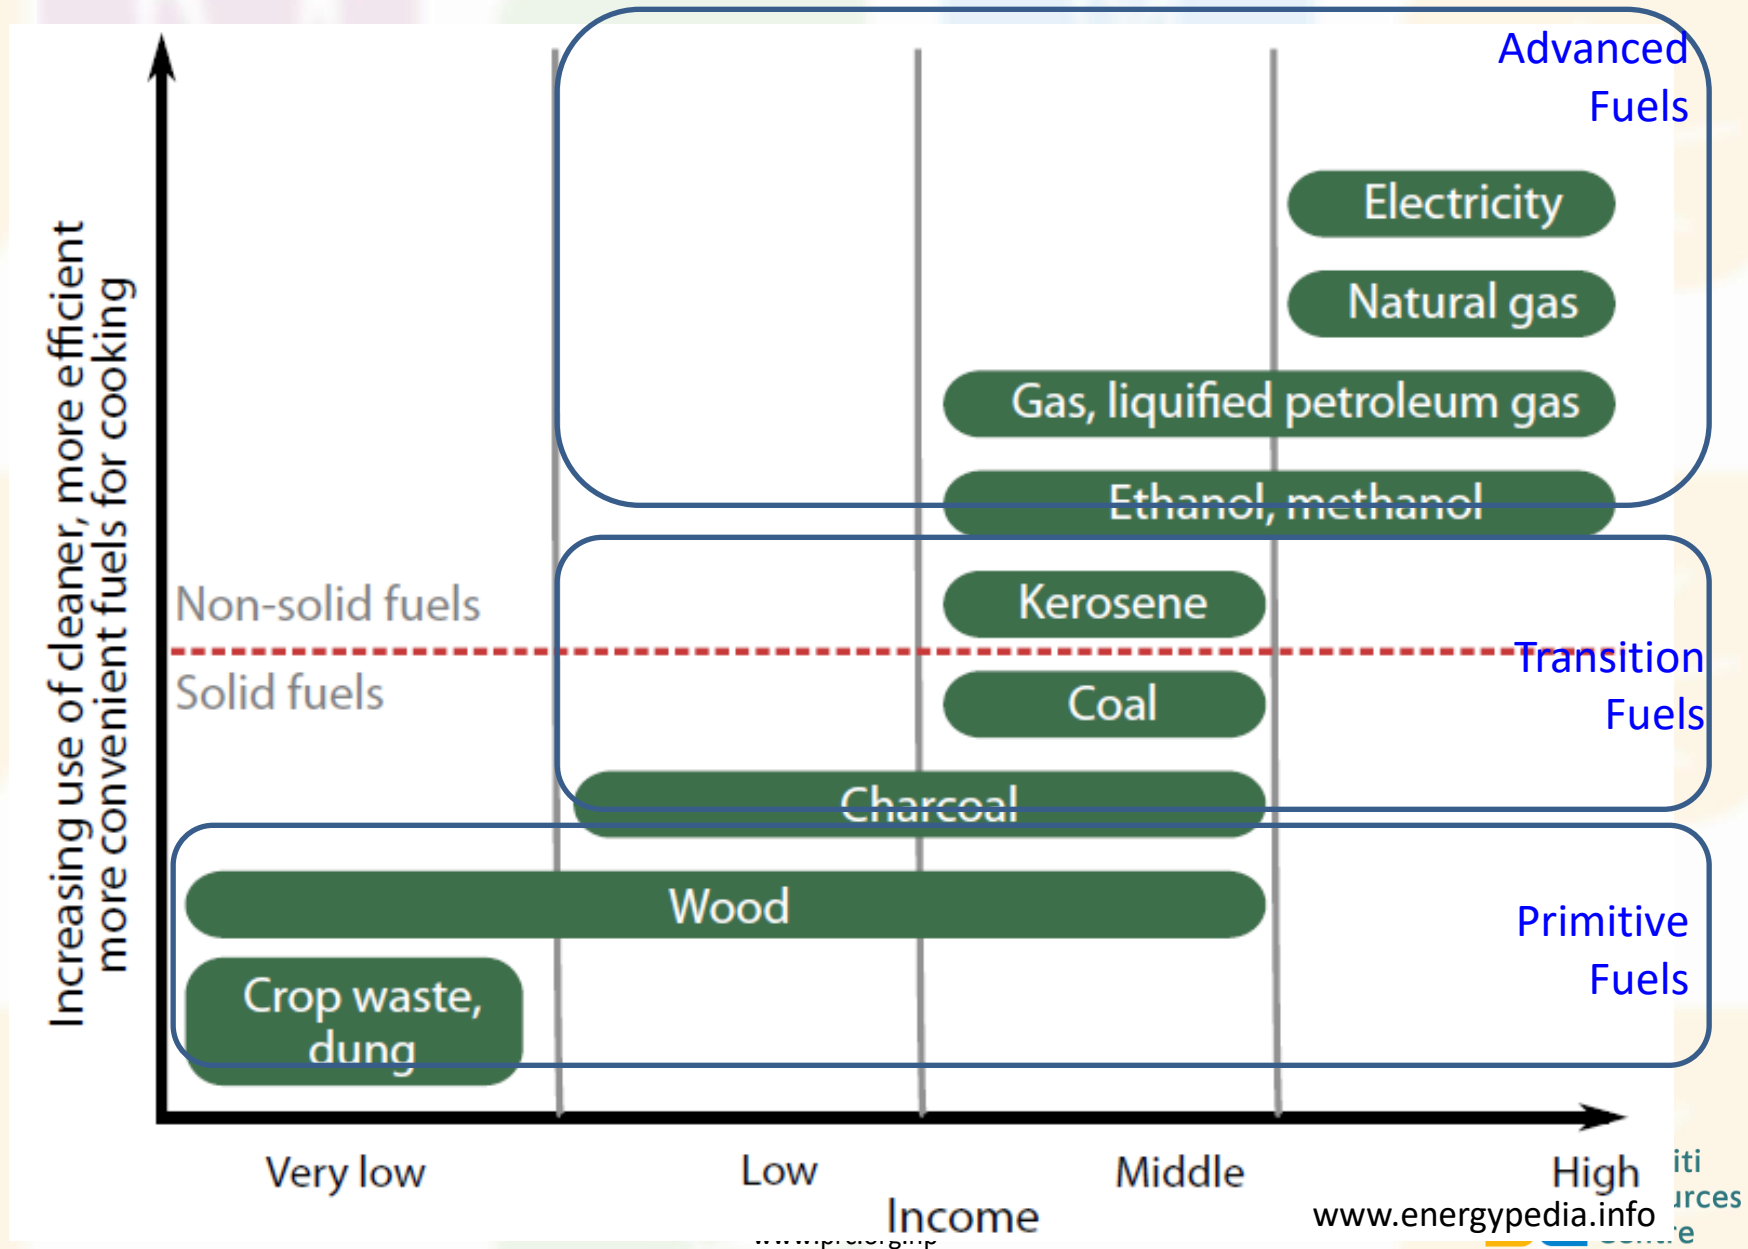 Advanced
Fuels
Electricity
Natural gas
Gas, liquified petroleum gas
Ethanol, methanol
Increasing use of cleaner, more efficient
more convenient fuels for cooking
Non-solid fuels
Kerosene
Transition
Fuels
Solid fuels
Coal
Charcoal
Wood
Primitive
Fuels
Crop waste,
dung
Very low
Low
Middle
High
Income
www.energypedia.info